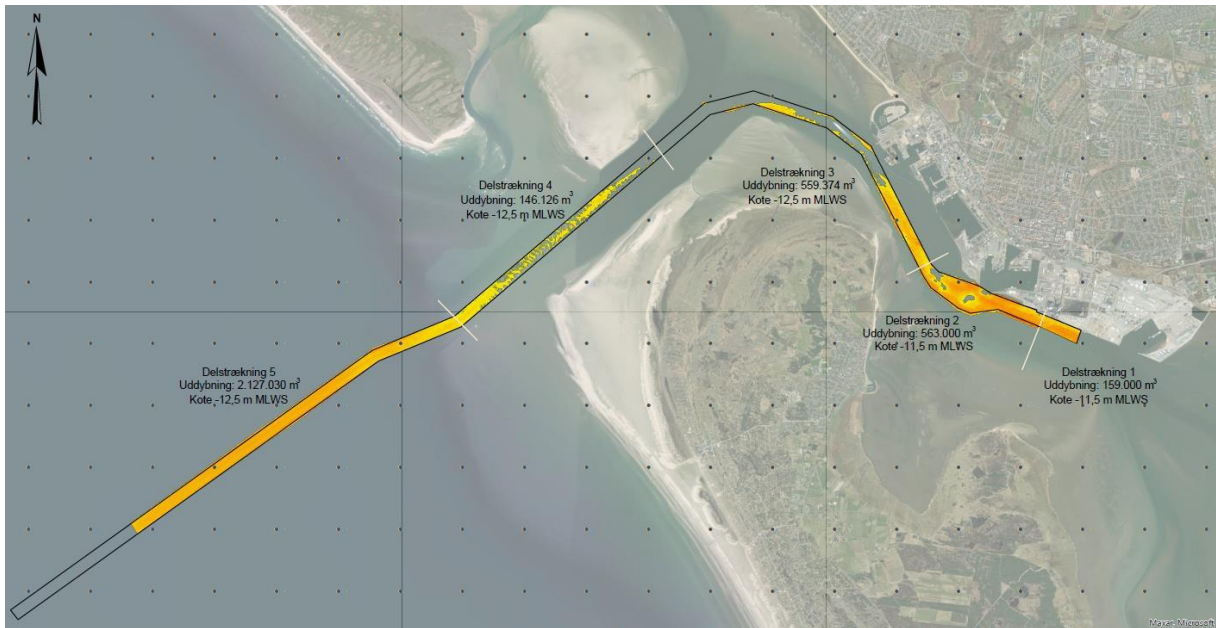 N
Delstrækning 4
Uddybning: 146.126 m³
Kote -12,5 m MLWS
Delstrækning 3
Uddybning: 559.374 m³
Kote -12,5 m MLWS
Delstrækning 2
Uddybning: 563.000 m³
Kote -11,5 m MLWS
Delstrækning 5
Uddybning: 2.127.030 m³
Kote -12,5 m MLWS
Delstrækning 1
Uddybning: 159.000 m³
Kote -11,5 m MLWS
Maxar, Microsoft